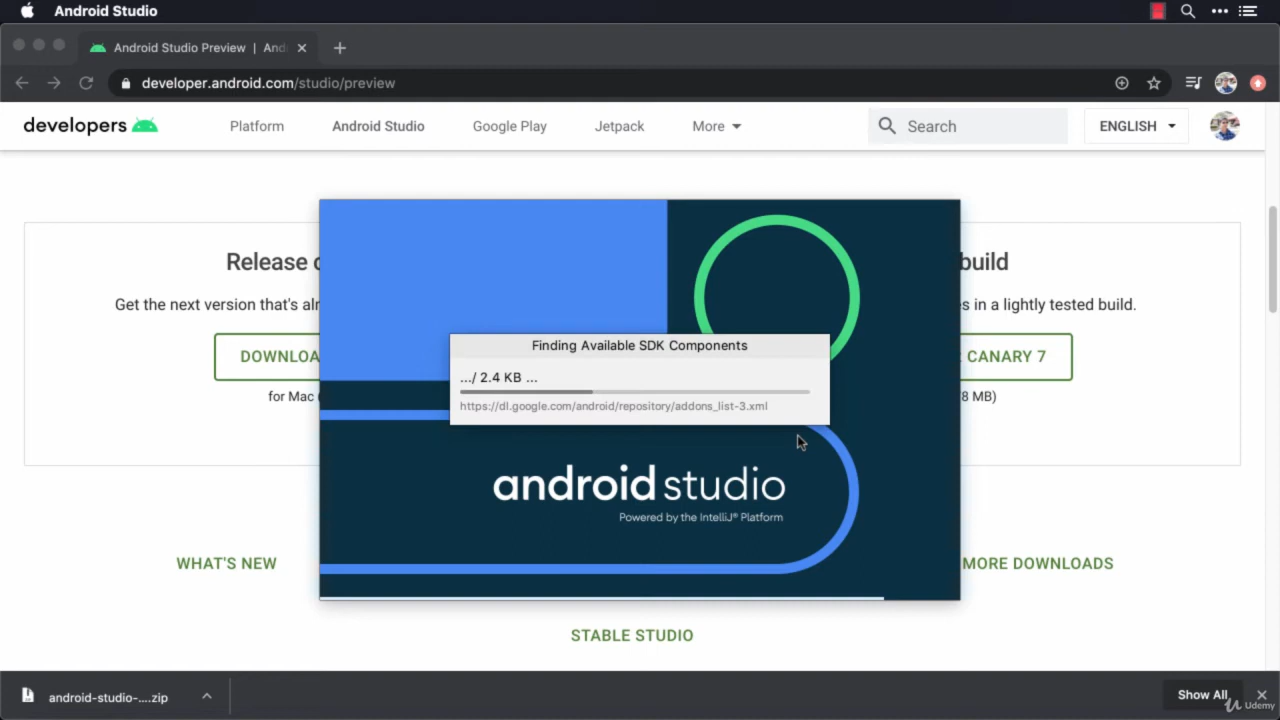 Android Studio
Android Studio Preview | And
developer.android.com/studio/preview
developers
Platform
Android Studio
Google Play
Jetpack
More
Search
ENGLISH
Release
build
Get the next version that's
in a lightly tested build.
Finding Available SDK Components
DOWNLOA
CANARY 7
.../ 2.4 KB ...
for Mac
8 MB)
https://dl.google.com/android/repository/addons_list-3.xml
android studio
Powered by the IntelliJ® Platform
WHAT'S NEW
MORE DOWNLOADS
STABLE STUDIO
android-studio-....zip
Show All
Udemy